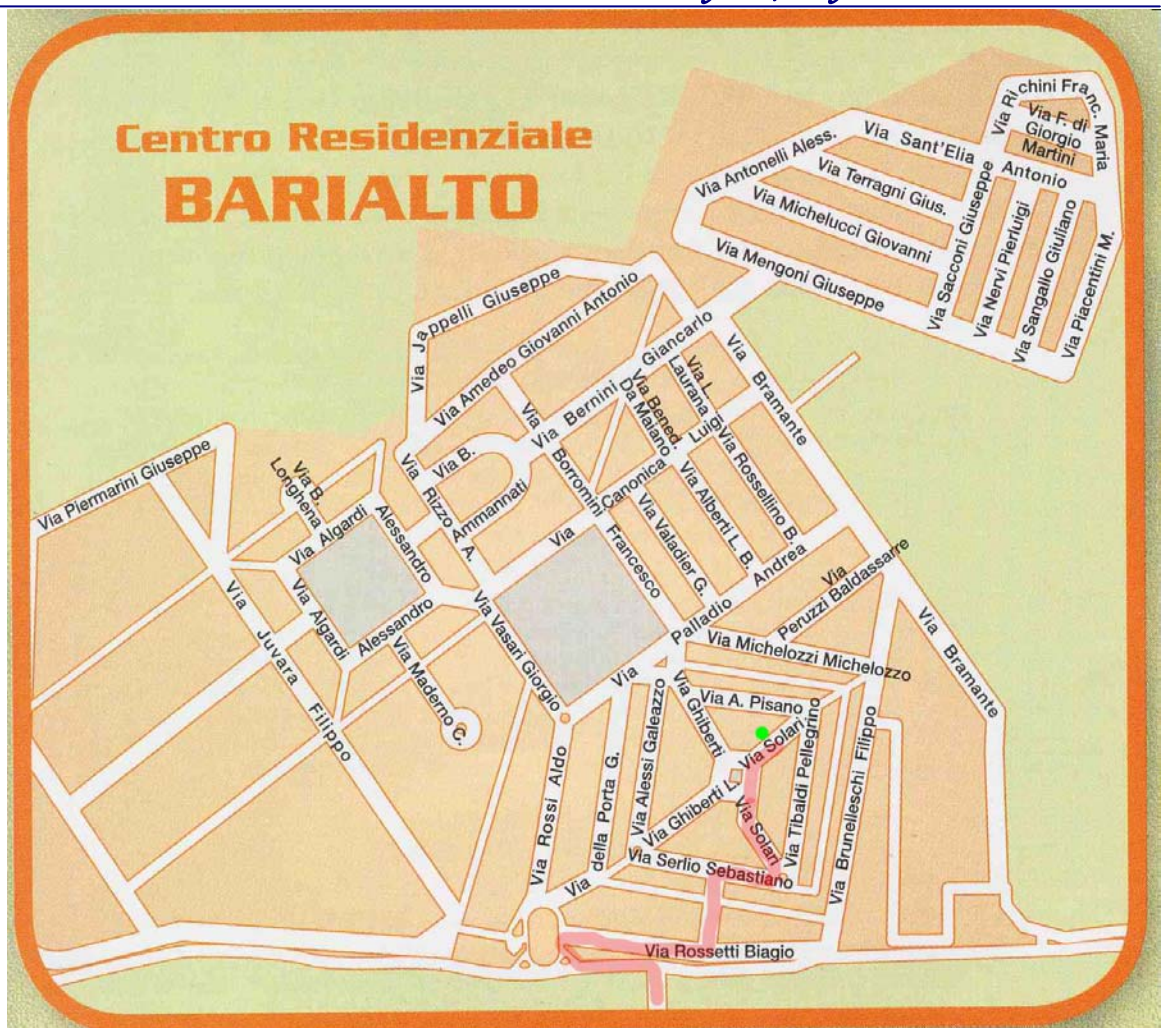 Centro Residenziale
BARIALTO
Via Richini Franc. Maria
Via F. di
Giorgio
Martini
Via Sant'Elia Antonio
Via Antonelli Aless.
Via Terragni Gius.
Via Michelucci Giovanni
Via Mengoni Giuseppe
Via Sacconi Giuseppe
Via Nervi Pierluigi
Via Sangallo Giuliano
Via Piacentini M.
Via Jappelli Giuseppe
Via Amedeo Giovanni Antonio
Via Bernini Giancarlo
Via Bramante
Via L.
Laurana
Via Bened.
Da Maiano
Via Rossellino B.
Via Canonica Luigi
Via Alberti L. B.
Via Valadier G.
Via Borromini Francesco
Via B.
Ammannati
Via Rizzo A.
Via Piermarini Giuseppe
Via B.
Longhena
Via Algardi Alessandro
Via Algardi Alessandro
Via Juvara Filippo
Via Maderno C.
Via Vasari Giorgio
Via Palladio Andrea
Via
Peruzzi Baldassarre
Via Michelozzi Michelozzo
Via Bramante
Via A. Pisano
Via Ghiberti
Via Solari
Via Ghiberti L.
Via Solari
Via Tibaldi Pellegrino
Via Brunelleschi Filippo
Via Alessi Galeazzo
Via della Porta G.
Via Rossi Aldo
Via Serlio Sebastiano
Via Rossetti Biagio